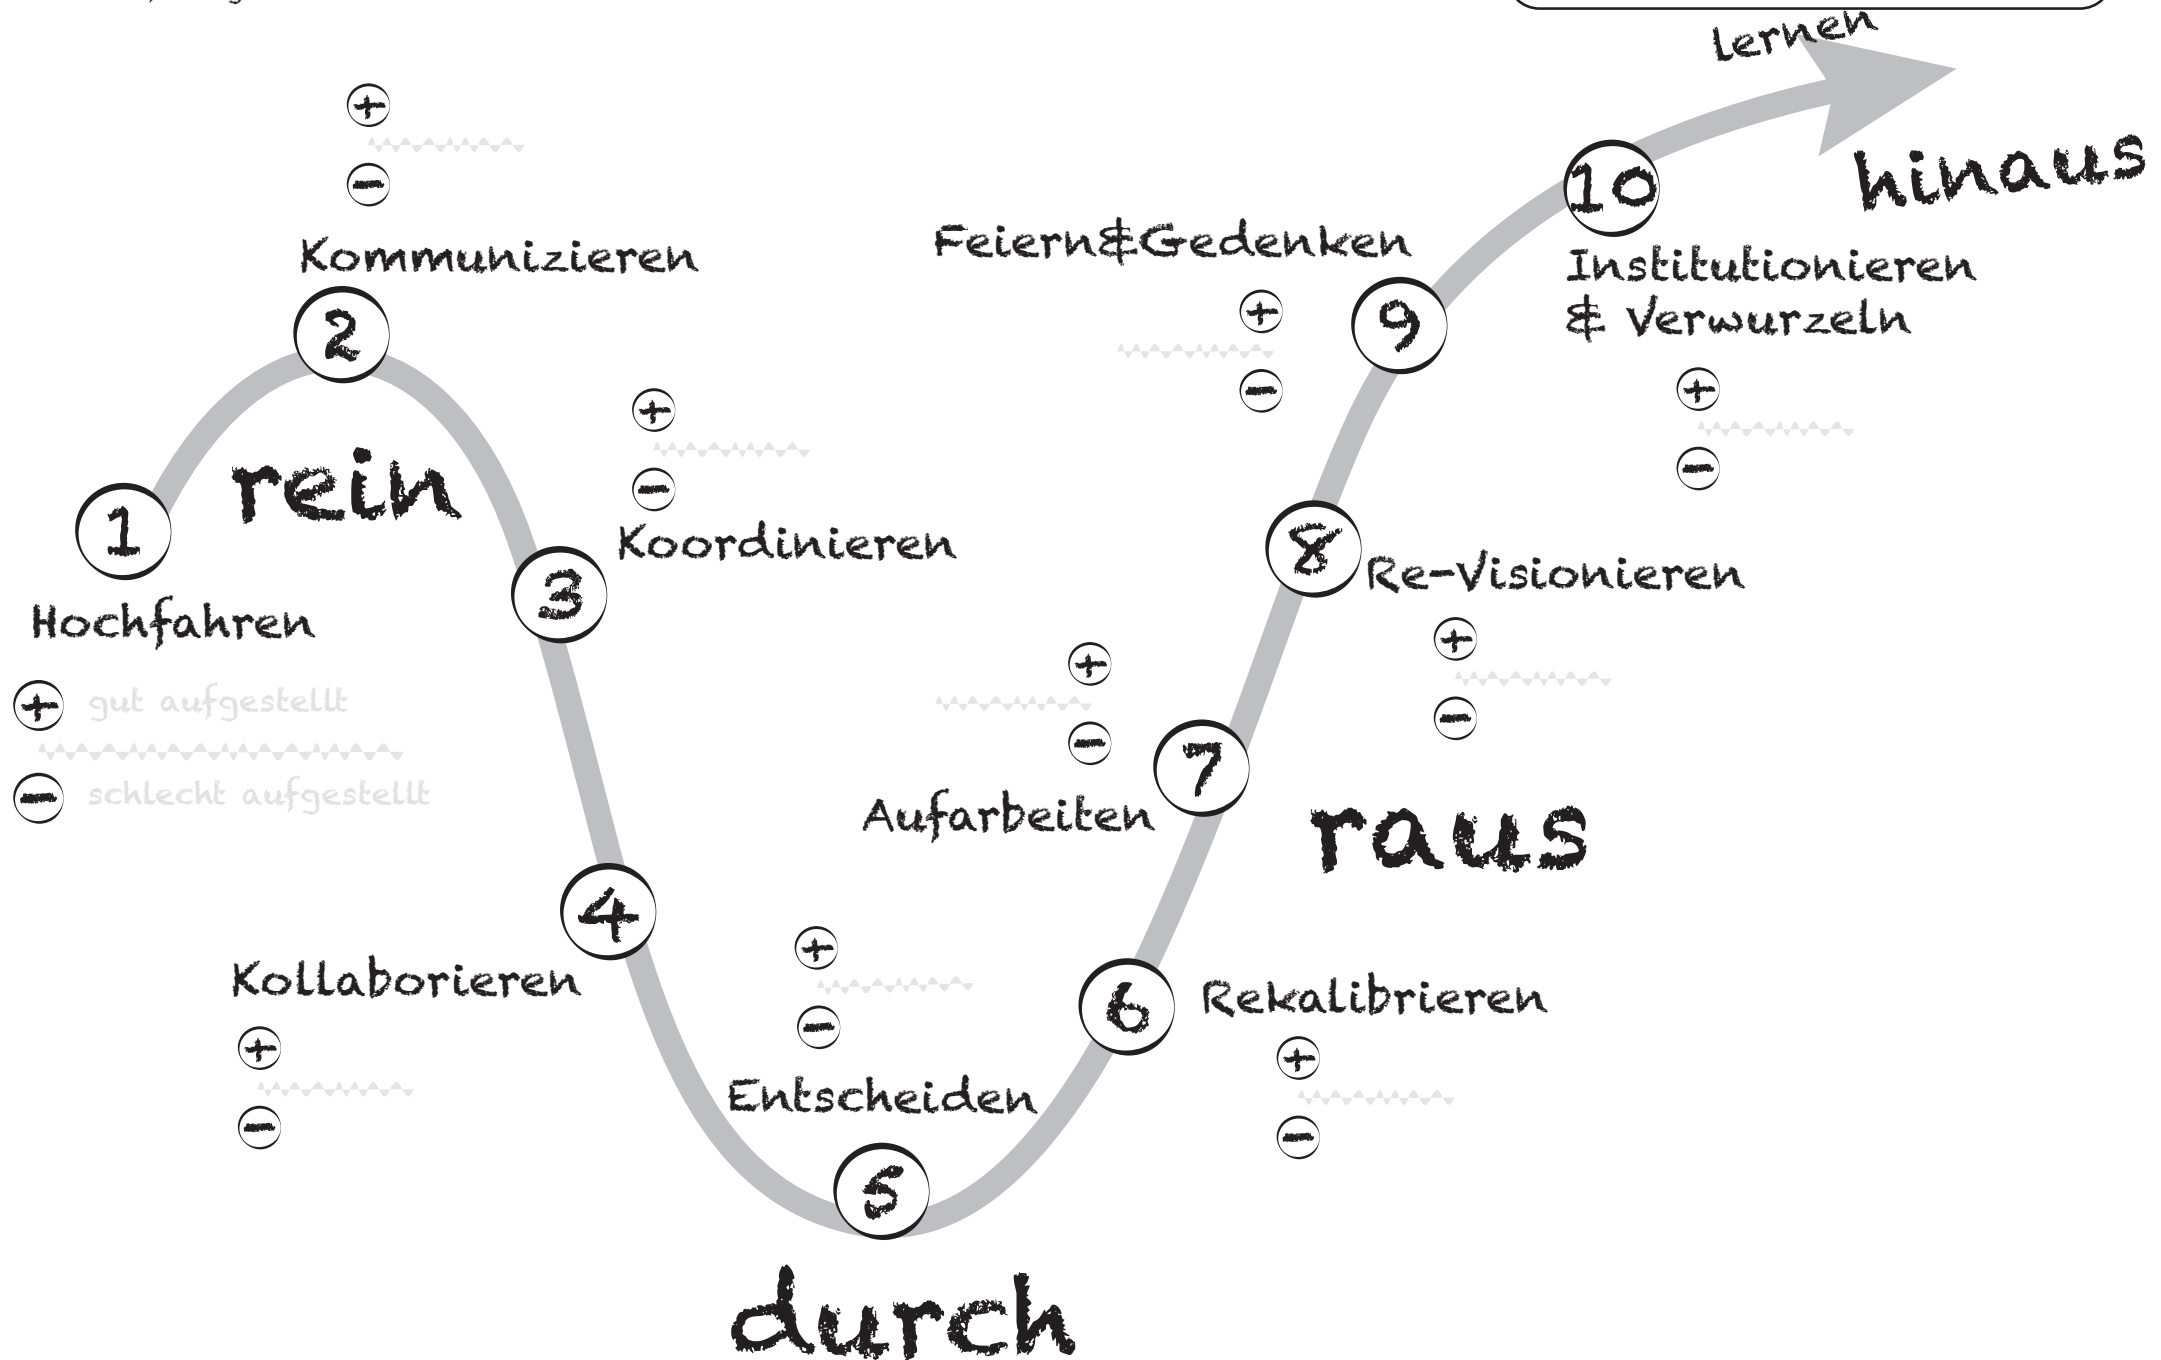 lernen
hinaus
10
Institutionieren
& Verwurzeln
+
-
+
-
Kommunizieren
2
rein
1
Hochfahren
+ gut aufgestellt
- schlecht aufgestellt
+
-
Koordinieren
3
4
Kollaborieren
+
-
+
-
Entscheiden
5
durch
6
Rekalibrieren
+
-
+
-
Aufarbeiten
7
raus
8
Re-Visionieren
+
-
Feiern&Gedenken
9
+
-